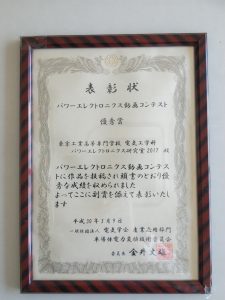 表彰状
パワーエレクトロニクス動画コンテスト
優秀賞
東京工業高等専門学校 電気工学科
パワーエレクトロニクス研究室2017 殿
パワーエレクトロニクス動画コンテス
トに作品を投稿され頭書のとおり優
秀な成績を収められました
よってここに副賞を添えて表彰いたし
ます
平成30年3月9日
一般社団法人 電気学会 産業応用部門
半導体電力変換技術委員会
委員長